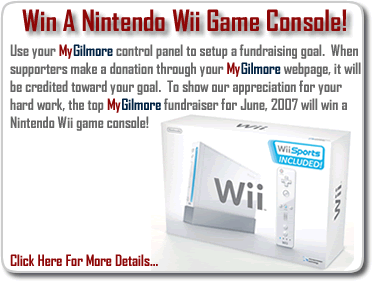 Win A Nintendo Wii Game Console!
Use your MyGilmore control panel to setup a fundraising goal.  When
supporters make a donation through your MyGilmore webpage, it will
be credited toward your goal.  To show our appreciation for your
hard work, the top MyGilmore fundraiser for June, 2007 will win a
Nintendo Wii game console!
Wii
Wii Sports
INCLUDED!
Wii
Click Here For More Details...